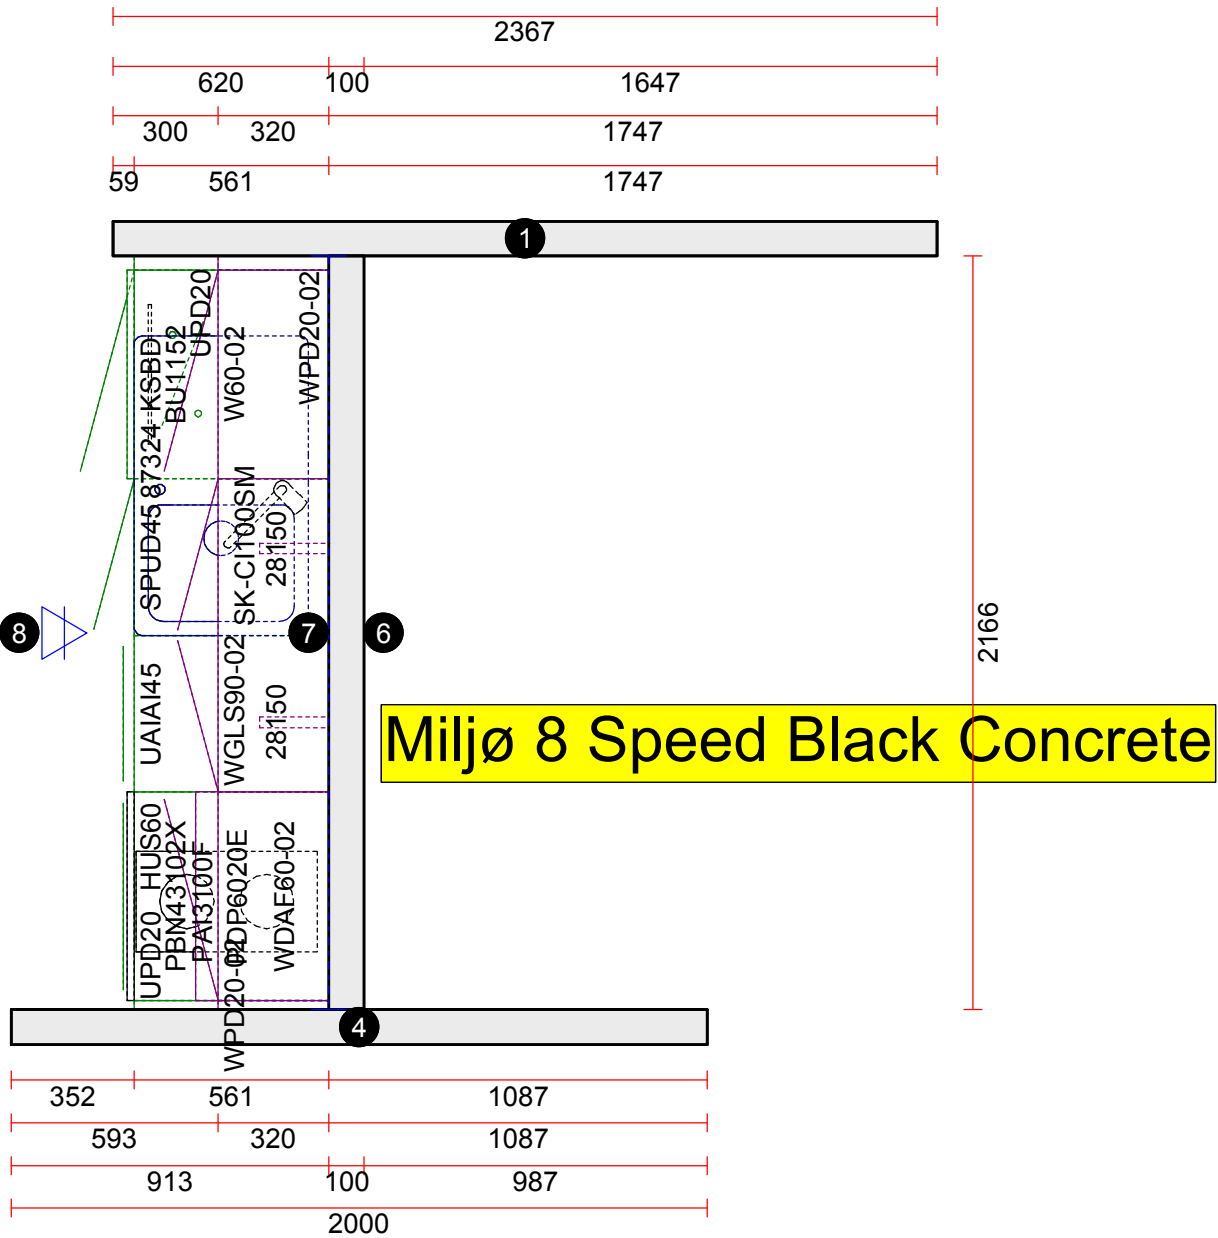 2367
620 100 1647
300 320 1747
59 561 1747
1
UPD20
WPD20-02
KSBD
BU1152
W60-02
87324
SPUD45
SK-CI100SM
28150
8
7
6
2166
UAIAI45
WGLS90-02
28150
Miljø 8 Speed Black Concrete
HUS60
PBN43102X
PAI3100F
WDAE60-02
UPD20
WPD20-02
4
352 561 1087
593 320 1087
913 100 987
2000